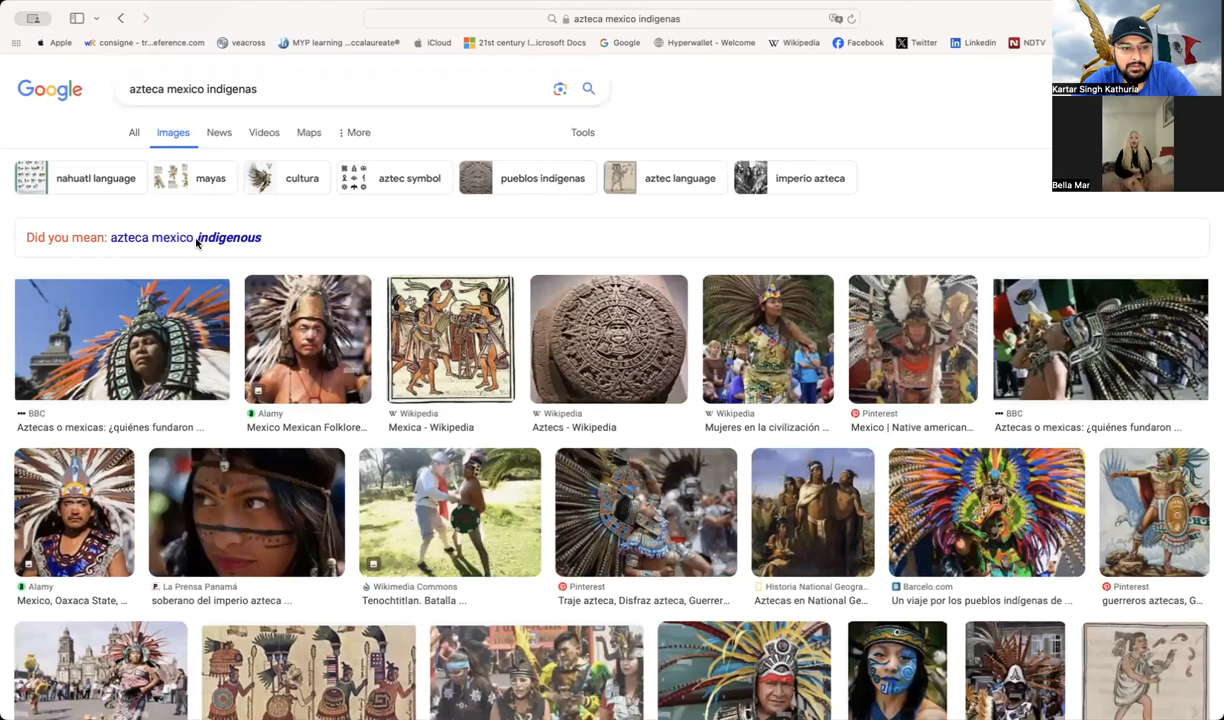 azteca mexico indigenas
Apple
consigne - tr...eference.com
veacross
MYP learning ...ccalaureate®
iCloud
21st century l...icrosoft Docs
Google
Hyperwallet - Welcome
Wikipedia
Facebook
Twitter
Linkedin
NDTV
Kartar Singh Kathuria
Bella Mar
Google
azteca mexico indigenas
All
Images
News
Videos
Maps
More
Tools
nahuatl language
mayas
cultura
aztec symbol
pueblos indígenas
aztec language
imperio azteca
Did you mean: azteca mexico indigenous
BBC
Aztecas o mexicas: ¿quiénes fundaron ...
Alamy
Mexico Mexican Folklore...
Wikipedia
Mexica - Wikipedia
Wikipedia
Aztecs - Wikipedia
Wikipedia
Mujeres en la civilización ...
Pinterest
Mexico | Native american...
BBC
Aztecas o mexicas: ¿quiénes fundaron ...
Alamy
Mexico, Oaxaca State, ...
La Prensa Panamá
soberano del imperio azteca ...
Wikimedia Commons
Tenochtitlan. Batalla ...
Pinterest
Traje azteca, Disfraz azteca, Guerrer...
Historia National Geogra...
Aztecas en National Ge...
Barcelo.com
Un viaje por los pueblos indígenas de ...
Pinterest
guerreros aztecas, G...